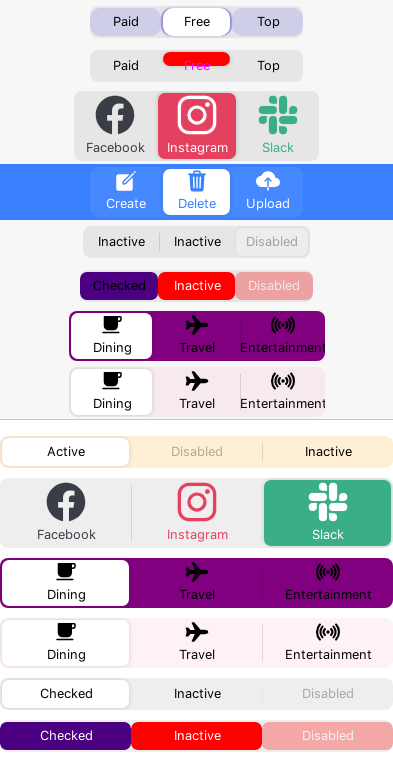 Paid Free Top
Paid Free Top
Facebook Instagram Slack
Create Delete Upload
Inactive Inactive Disabled
Checked Inactive Disabled
Dining Travel Entertainment
Dining Travel Entertainment
Active Disabled Inactive
Facebook Instagram Slack
Dining Travel Entertainment
Dining Travel Entertainment
Checked Inactive Disabled
Checked Inactive Disabled